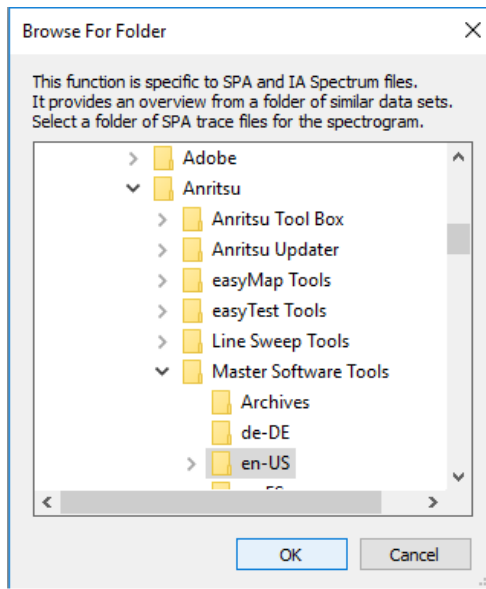 Browse For Folder
This function is specific to SPA and IA Spectrum files.
It provides an overview from a folder of similar data sets.
Select a folder of SPA trace files for the spectrogram.
Adobe
Anritsu
Anritsu Tool Box
Anritsu Updater
easyMap Tools
easyTest Tools
Line Sweep Tools
Master Software Tools
Archives
de-DE
en-US
OK
Cancel